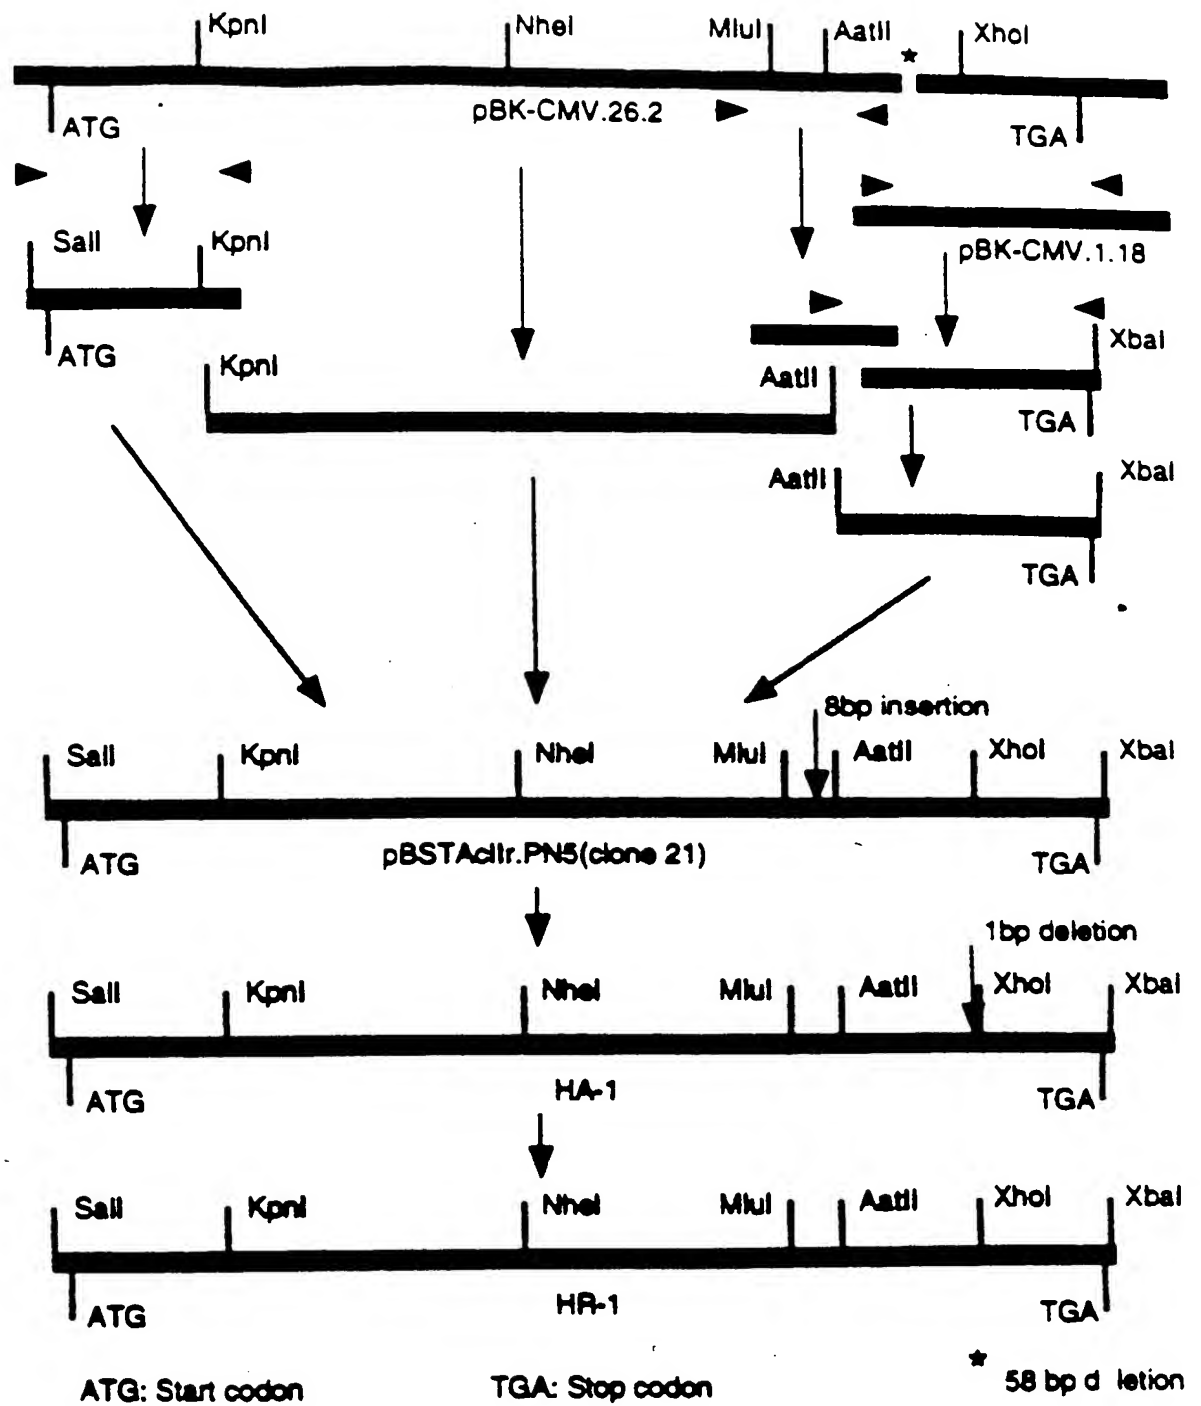 KpnI NheI MluI AatII * XhoI
ATG pBK-CMV.26.2 TGA
SalI KpnI pBK-CMV.1.18
ATG KpnI AatII XbaI
TGA
AatII XbaI
TGA
8bp insertion
SalI KpnI NheI MluI AatII XhoI XbaI
ATG pBSTAcIIr.PN5(clone 21) TGA
1bp deletion
SalI KpnI NheI MluI AatII XhoI XbaI
ATG HA-1 TGA
SalI KpnI NheI MluI AatII XhoI XbaI
ATG HR-1 TGA
ATG: Start codon TGA: Stop codon * 58 bp d letion